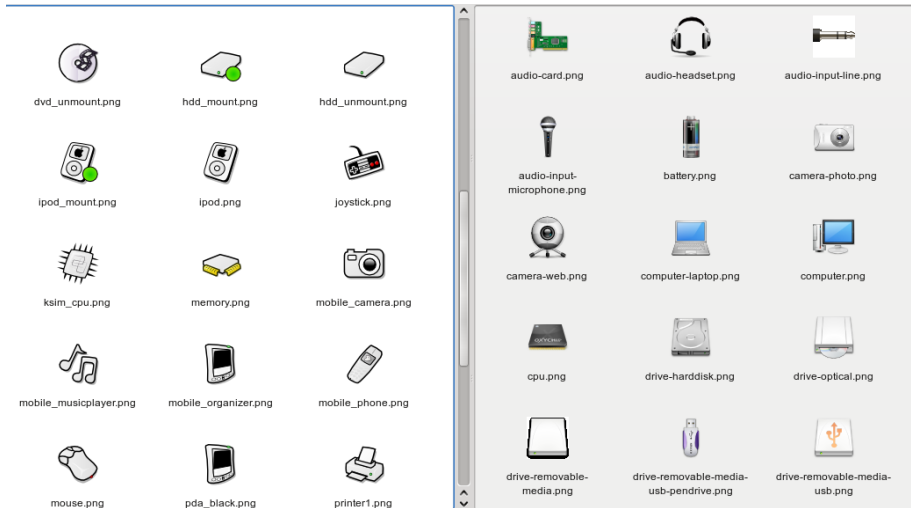 dvd_unmount.png
hdd_mount.png
hdd_unmount.png
ipod_mount.png
ipod.png
joystick.png
ksim_cpu.png
memory.png
mobile_camera.png
mobile_musicplayer.png
mobile_organizer.png
mobile_phone.png
mouse.png
pda_black.png
printer1.png
audio-card.png
audio-headset.png
audio-input-line.png
audio-input-
microphone.png
battery.png
camera-photo.png
camera-web.png
computer-laptop.png
computer.png
cpu.png
drive-harddisk.png
drive-optical.png
drive-removable-
media.png
drive-removable-media-
usb-pendrive.png
drive-removable-media-
usb.png